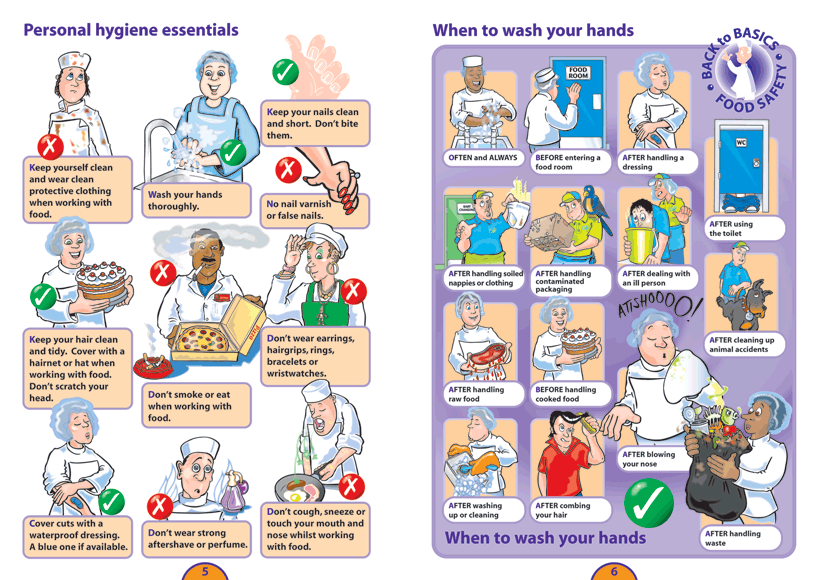 Personal hygiene essentials
Keep yourself clean
and wear clean
protective clothing
when working with
food.
Wash your hands
thoroughly.
Keep your nails clean
and short. Don't bite
them.
No nail varnish
or false nails.
Keep your hair clean
and tidy. Cover with a
hairnet or hat when
working with food.
Don't scratch your
head.
Don't smoke or eat
when working with
food.
Don't wear earrings,
hairgrips, rings,
bracelets or
wristwatches.
Cover cuts with a
waterproof dressing.
A blue one if available.
Don't wear strong
aftershave or perfume.
Don't cough, sneeze or
touch your mouth and
nose whilst working
with food.
5
When to wash your hands
BACK to BASICS
FOOD SAFETY
OFTEN and ALWAYS
FOOD
ROOM
BEFORE entering a
food room
AFTER handling a
dressing
WC
AFTER using
the toilet
BABY
CHANGING
AFTER handling soiled
nappies or clothing
AFTER handling
contaminated
packaging
AFTER dealing with
an ill person
AFTER cleaning up
animal accidents
AFTER handling
raw food
BEFORE handling
cooked food
ATISHOOOO!
AFTER blowing
your nose
AFTER washing
up or cleaning
AFTER combing
your hair
AFTER handling
waste
When to wash your hands
6